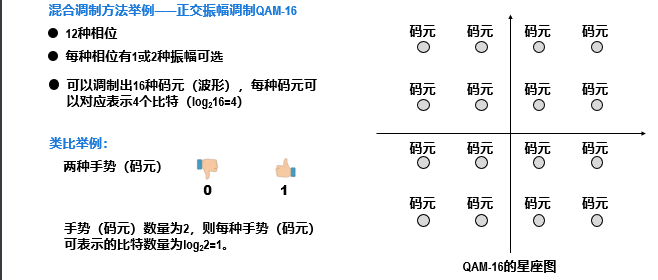 混合调制方法举例——正交振幅调制QAM-16
● 12种相位
● 每种相位有1或2种振幅可选
● 可以调制出16种码元（波形），每种码元可
以对应表示4个比特（log₂16=4）
类比举例：
两种手势（码元）
0 1
手势（码元）数量为2，则每种手势（码元）
可表示的比特数量为log₂2=1。
码元 码元 码元 码元
码元 码元 码元 码元
码元 码元 码元 码元
码元 码元 码元 码元
QAM-16的星座图